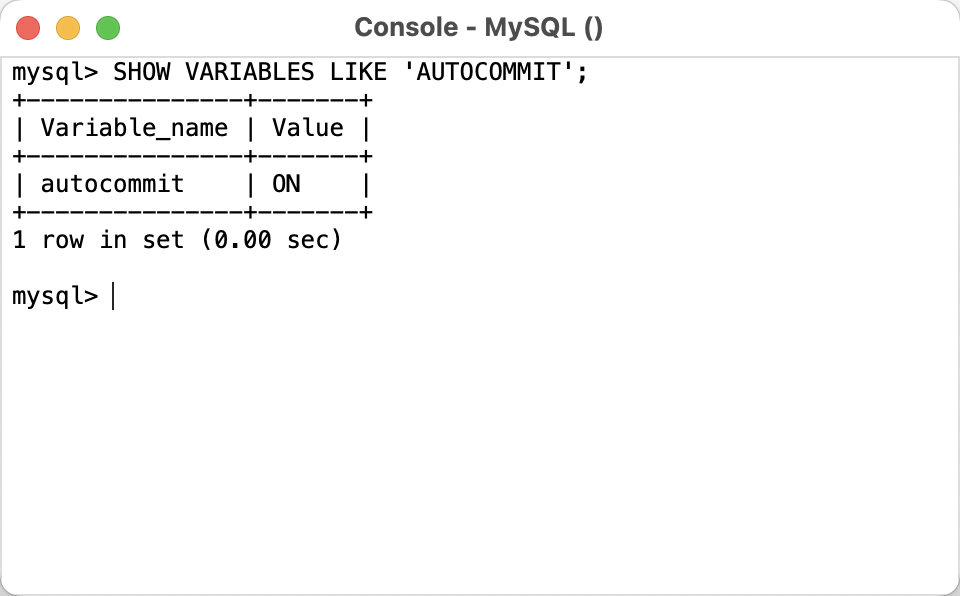 Console - MySQL ()
mysql> SHOW VARIABLES LIKE 'AUTOCOMMIT';
+---------------+-------+
| Variable_name | Value |
+---------------+-------+
| autocommit    | ON    |
+---------------+-------+
1 row in set (0.00 sec)
mysql>